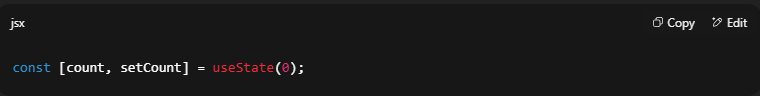 jsx
Copy
Edit
const [count, setCount] = useState(0);